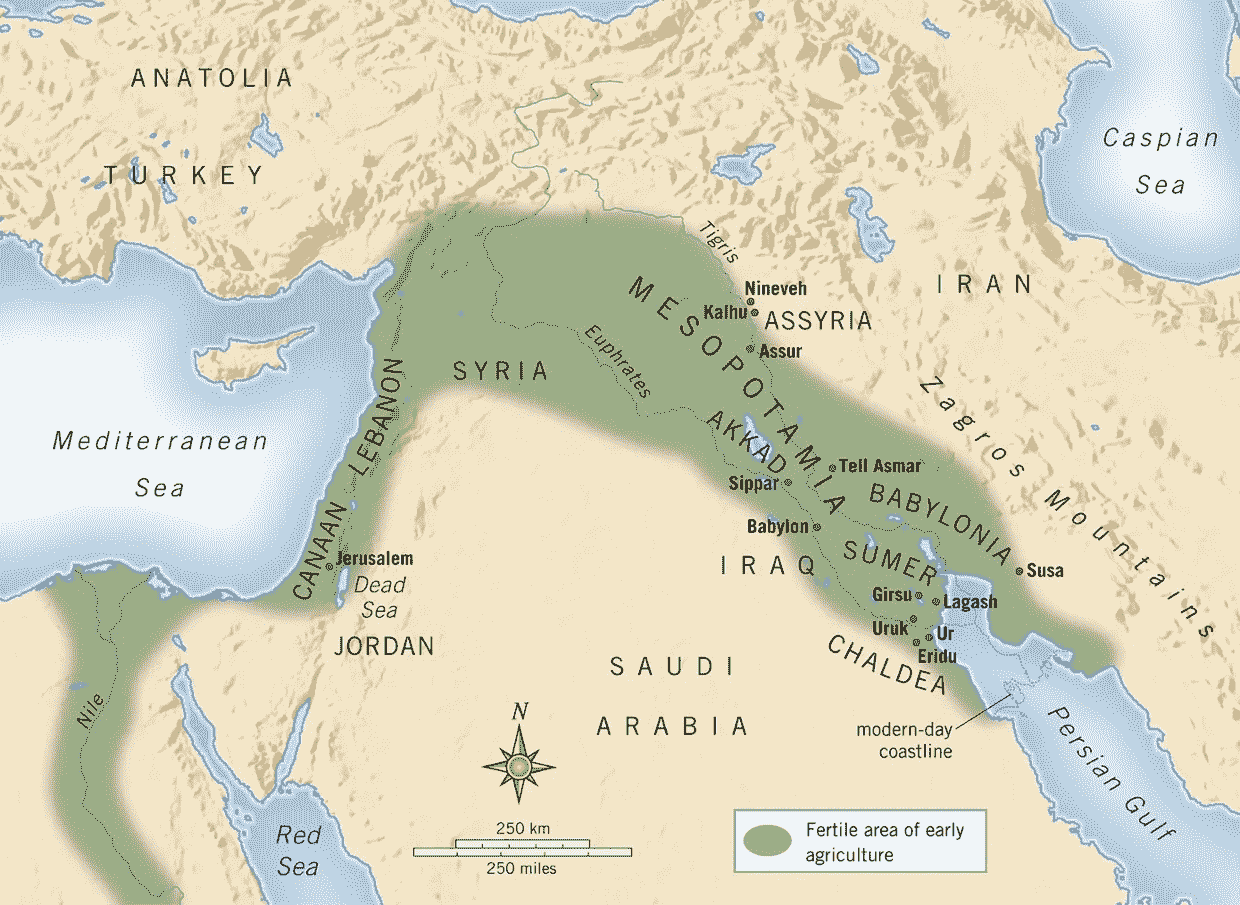 ANATOLIA
Caspian
Sea
TURKEY
Tigris
IRAN
MESOPOTAMIA
Nineveh
Kalhu
ASSYRIA
Assur
Euphrates
SYRIA
LEBANON
Zagros Mountains
Mediterranean
Sea
AKKAD
Tell Asmar
Sippar
BABYLONIA
Babylon
CANAAN
Jerusalem
Dead
Sea
IRAQ
SUMER
Susa
Girsu
Lagash
Uruk
Ur
Eridu
JORDAN
CHALDEA
SAUDI
ARABIA
Nile
N
modern-day
coastline
Persian Gulf
Red
Sea
250 km
250 miles
Fertile area of early
agriculture